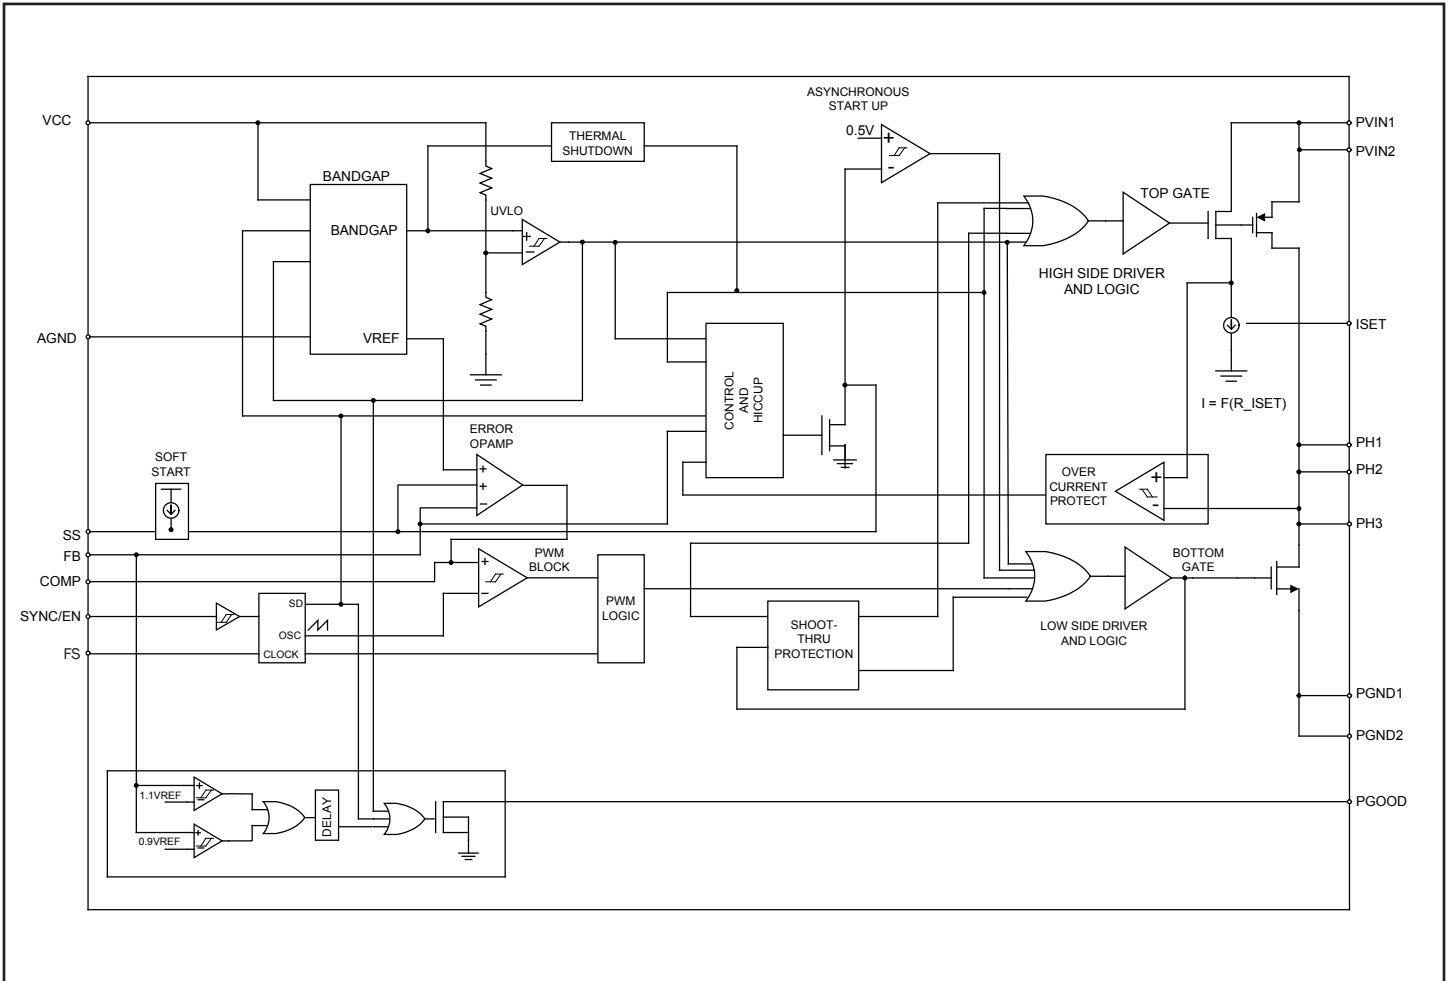 ASYNCHRONOUS
START UP
VCC
0.5V
+
-
THERMAL
SHUTDOWN
PVIN1
PVIN2
BANDGAP
BANDGAP
VREF
UVLO
+
−
TOP GATE
HIGH SIDE DRIVER
AND LOGIC
AGND
ISET
I = F(R_ISET)
CONTROL
AND
HICCUP
ERROR
OPAMP
+
+
−
SOFT
START
OVER
CURRENT
PROTECT
+
-
PH1
PH2
PH3
SS
FB
COMP
SYNC/EN
FS
PWM
BLOCK
+
−
SD
OSC
CLOCK
PWM
LOGIC
SHOOT-
THRU
PROTECTION
BOTTOM
GATE
LOW SIDE DRIVER
AND LOGIC
PGND1
PGND2
+
1.1VREF
+
0.9VREF
DELAY
PGOOD